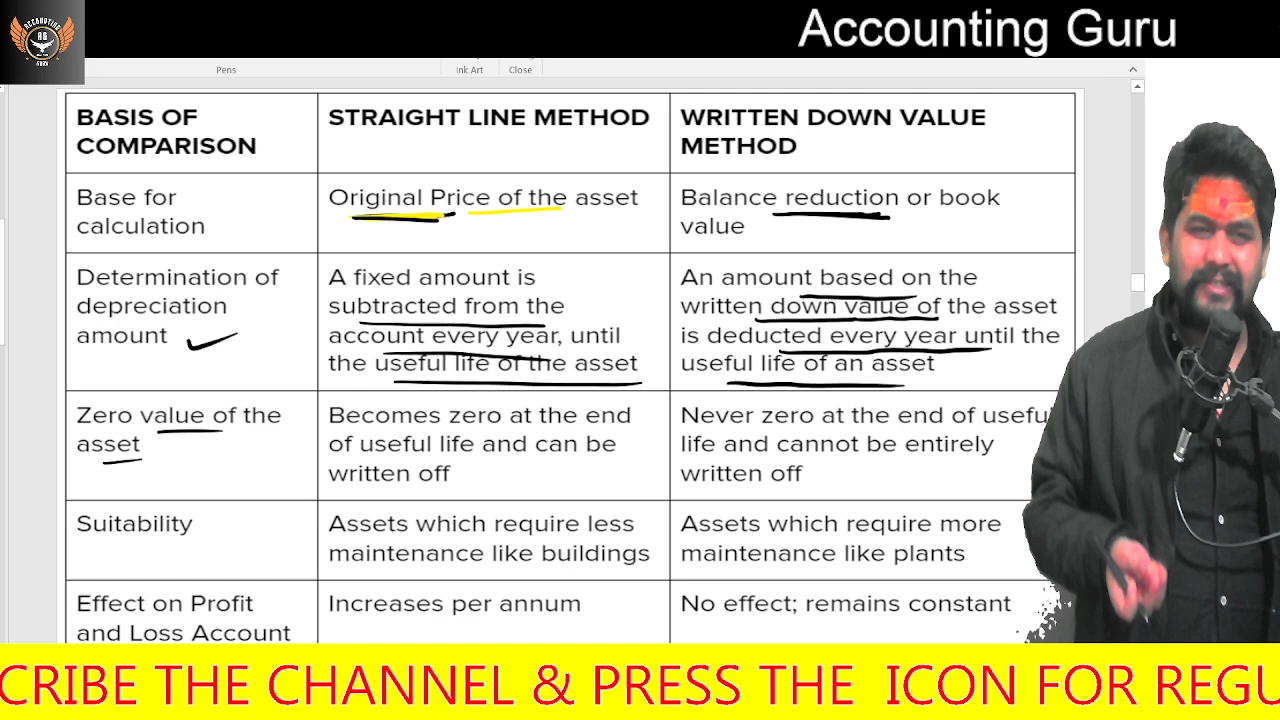 Accounting Guru
ACCOUNTING
AG
GURU
Pens
Ink Art
Close
BASIS OF
COMPARISON
STRAIGHT LINE METHOD
WRITTEN DOWN VALUE
METHOD
Base for
calculation
Original Price of the asset
Balance reduction or book
value
Determination of
depreciation
amount
A fixed amount is
subtracted from the
account every year, until
the useful life of the asset
An amount based on the
written down value of the asset
is deducted every year until the
useful life of an asset
Zero value of the
asset
Becomes zero at the end
of useful life and can be
written off
Never zero at the end of useful
life and cannot be entirely
written off
Suitability
Assets which require less
maintenance like buildings
Assets which require more
maintenance like plants
Effect on Profit
and Loss Account
Increases per annum
No effect; remains constant
CRIBE THE CHANNEL & PRESS THE ICON FOR REGU